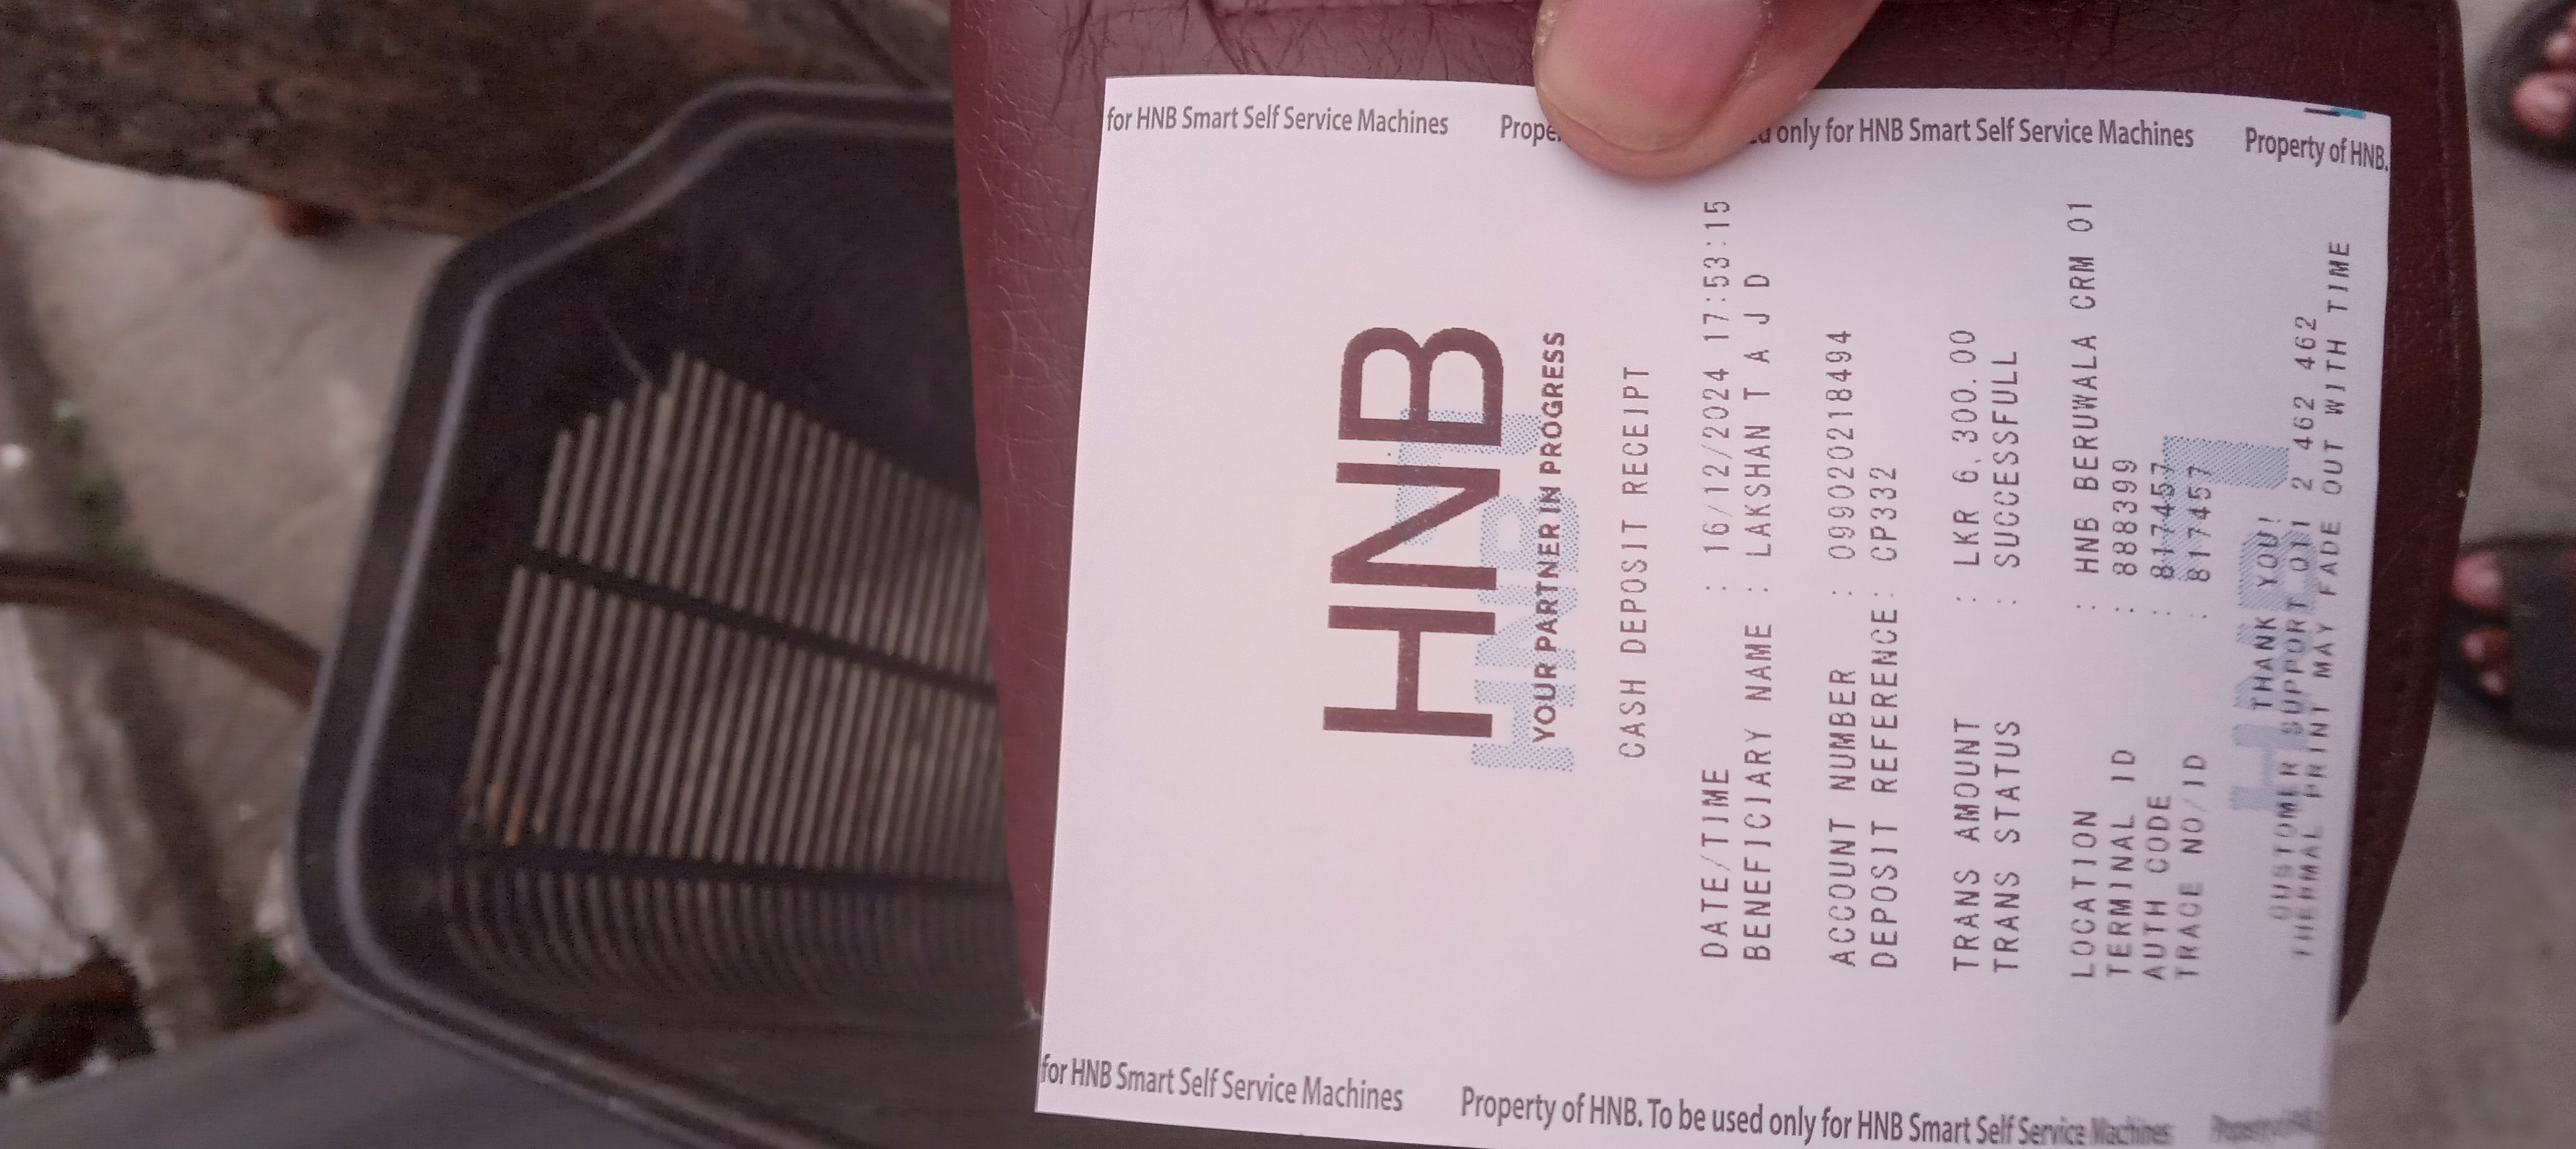 for HNB Smart Self Service Machines only for HNB Smart Self Service Machines Property of HNB.
HNB
YOUR PARTNER IN PROGRESS
CASH DEPOSIT RECEIPT
DATE/TIME : 16/12/2024 17:53:15
BENEFICIARY NAME : LAKSHAN T A J D
ACCOUNT NUMBER : 099020218494
DEPOSIT REFERENCE : CP332
TRANS AMOUNT : LKR 6,300.00
TRANS STATUS : SUCCESSFULL
LOCATION : HNB BERUWALA CRM 01
TERMINAL ID : 888399
AUTH CODE : 817457
TRACE NO/ID : 817457
THANK YOU!
CUSTOMER SUPPORT 011 2 462 462
THERMAL PRINT MAY FADE OUT WITH TIME
for HNB Smart Self Service Machines Property of HNB. To be used only for HNB Smart Self Service Machines